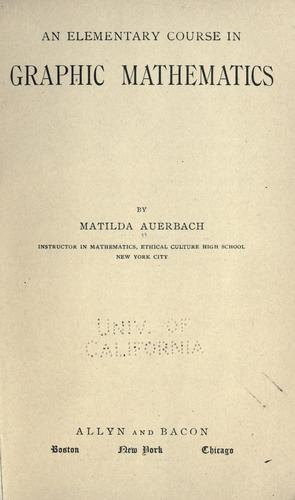 AN ELEMENTARY COURSE IN
GRAPHIC MATHEMATICS
BY
MATILDA AUERBACH
INSTRUCTOR IN MATHEMATICS, ETHICAL CULTURE HIGH SCHOOL
NEW YORK CITY
UNIV. OF
CALIFORNIA
ALLYN AND BACON
Boston New York Chicago